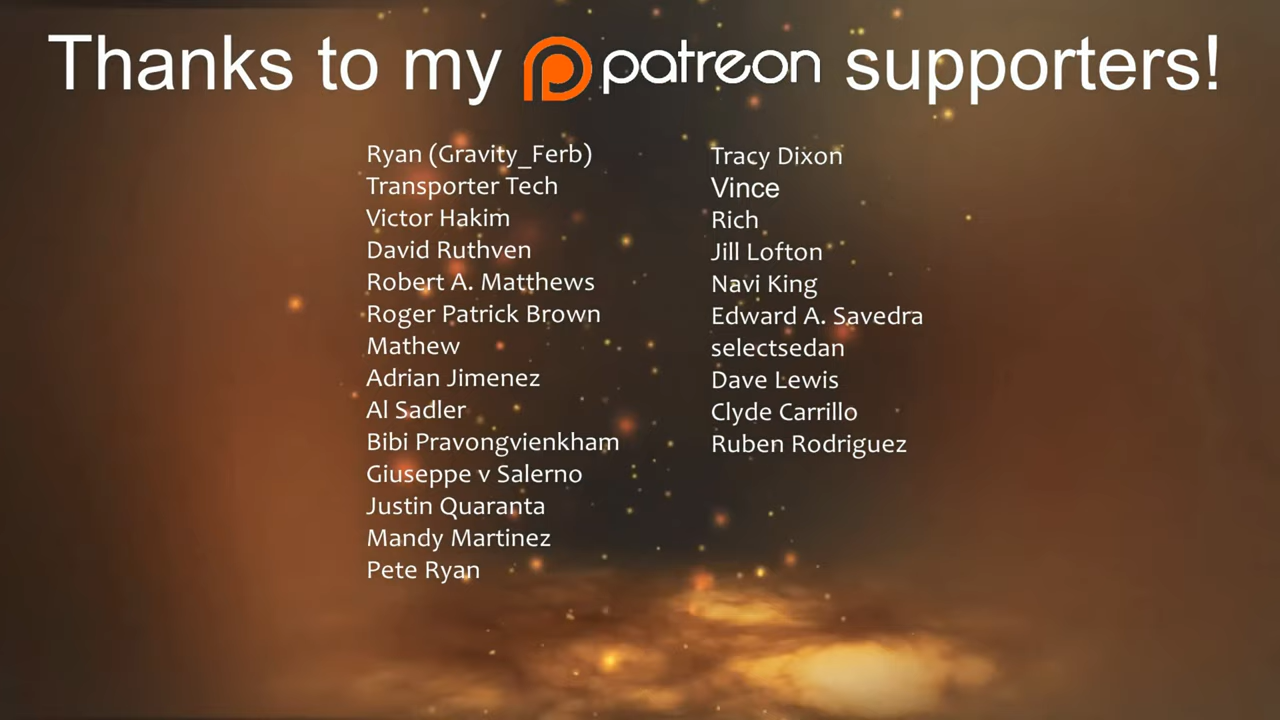 Thanks to my patreon supporters!
Ryan (Gravity_Ferb)
Transporter Tech
Victor Hakim
David Ruthven
Robert A. Matthews
Roger Patrick Brown
Mathew
Adrian Jimenez
Al Sadler
Bibi Pravongvienkham
Giuseppe v Salerno
Justin Quaranta
Mandy Martinez
Pete Ryan
Tracy Dixon
Vince
Rich
Jill Lofton
Navi King
Edward A. Savedra
selectsedan
Dave Lewis
Clyde Carrillo
Ruben Rodriguez